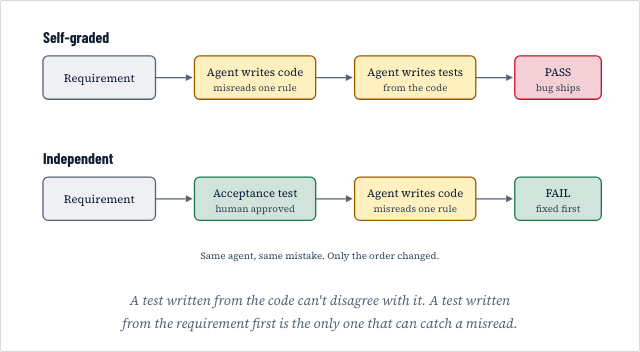 Self-graded
Requirement
Agent writes code
misreads one rule
Agent writes tests
from the code
PASS
bug ships
Independent
Requirement
Acceptance test
human approved
Agent writes code
misreads one rule
FAIL
fixed first
Same agent, same mistake. Only the order changed.
A test written from the code can't disagree with it. A test written
from the requirement first is the only one that can catch a misread.